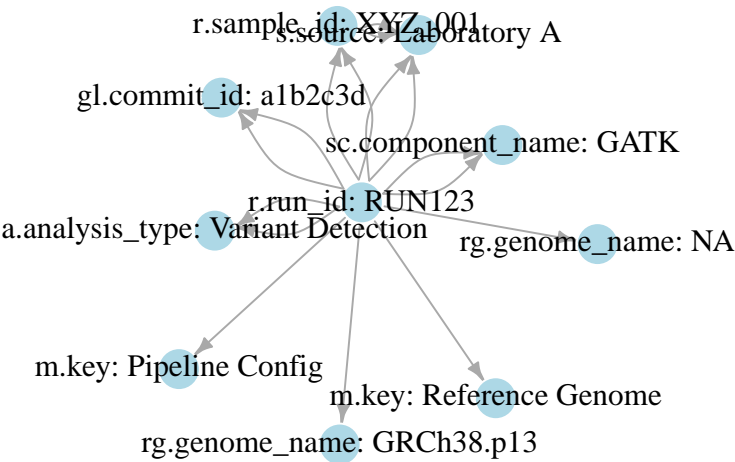 r.sample_id: XYZ_001
s.source: Laboratory A
gl.commit_id: a1b2c3d
sc.component_name: GATK
r.run_id: RUN123
a.analysis_type: Variant Detection
rg.genome_name: NA
m.key: Pipeline Config
m.key: Reference Genome
rg.genome_name: GRCh38.p13